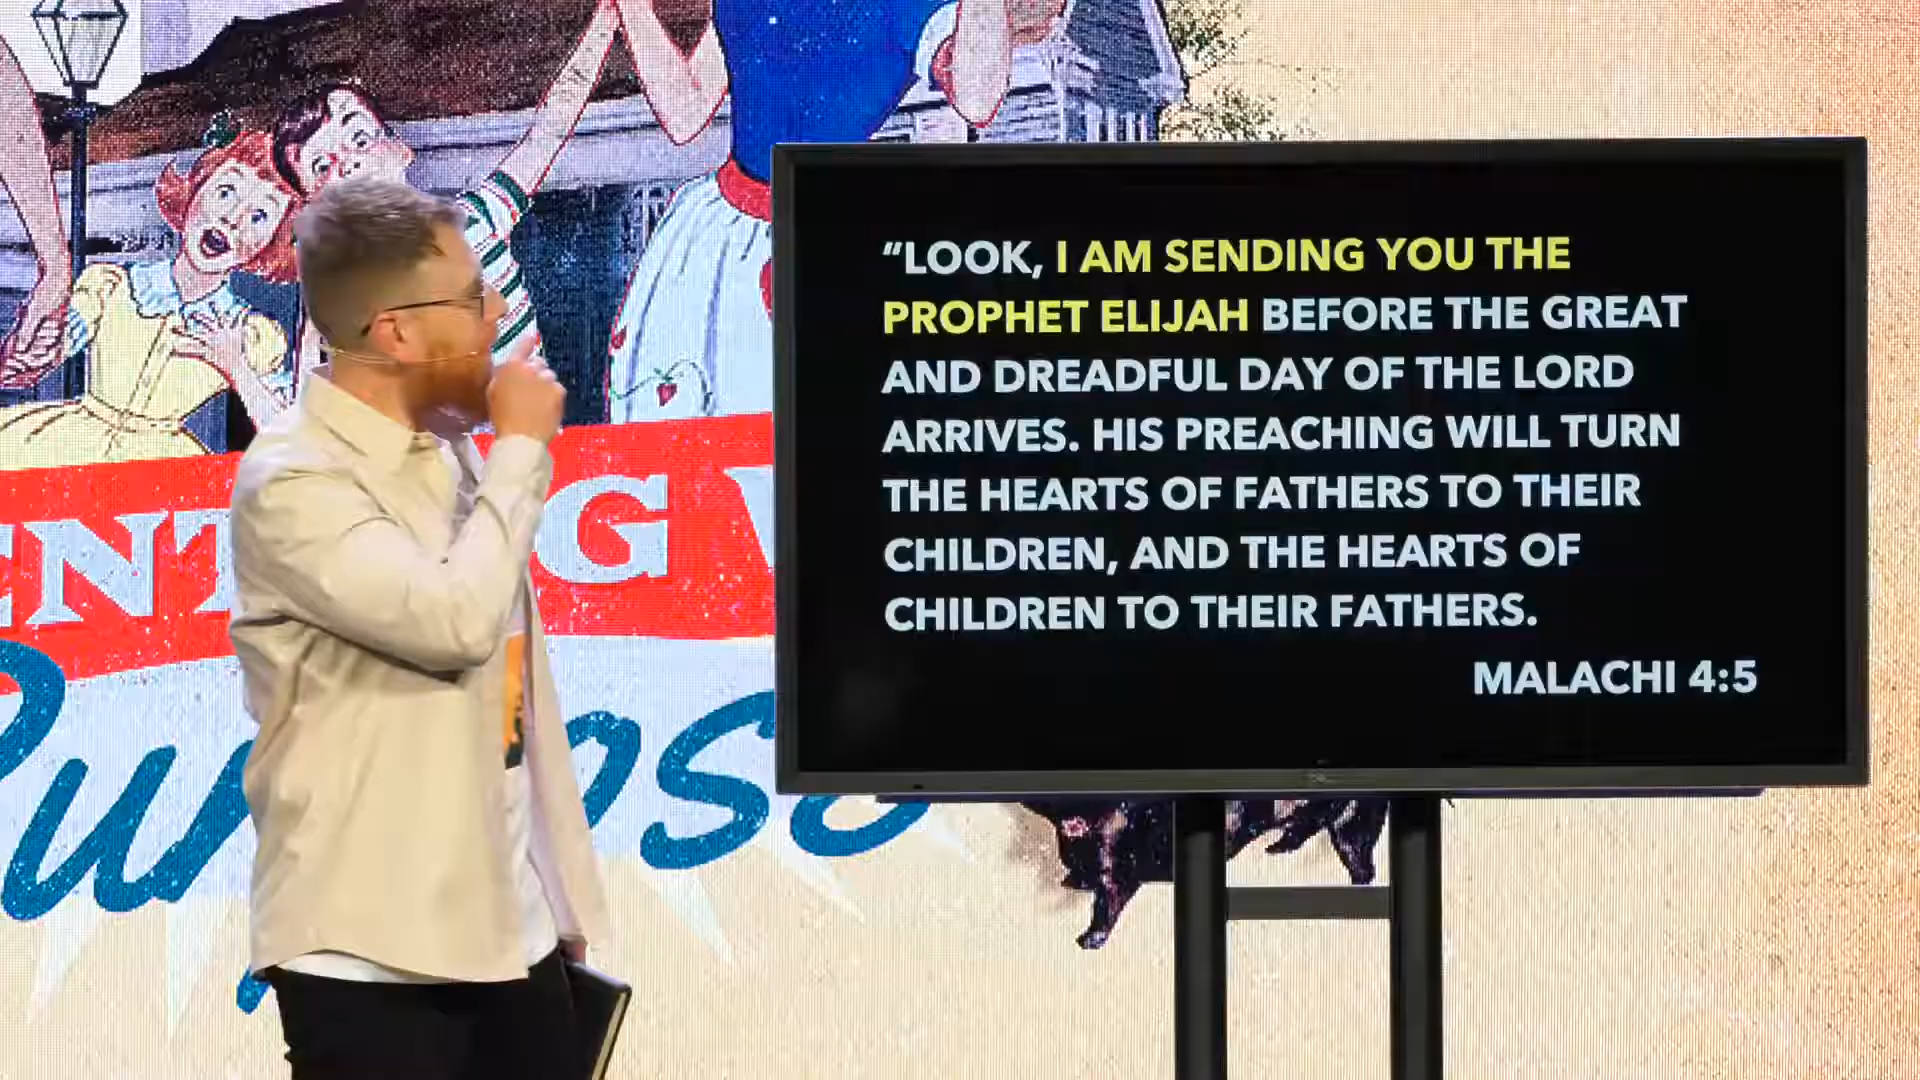 “LOOK, I AM SENDING YOU THE
PROPHET ELIJAH BEFORE THE GREAT
AND DREADFUL DAY OF THE LORD
ARRIVES. HIS PREACHING WILL TURN
THE HEARTS OF FATHERS TO THEIR
CHILDREN, AND THE HEARTS OF
CHILDREN TO THEIR FATHERS.
MALACHI 4:5